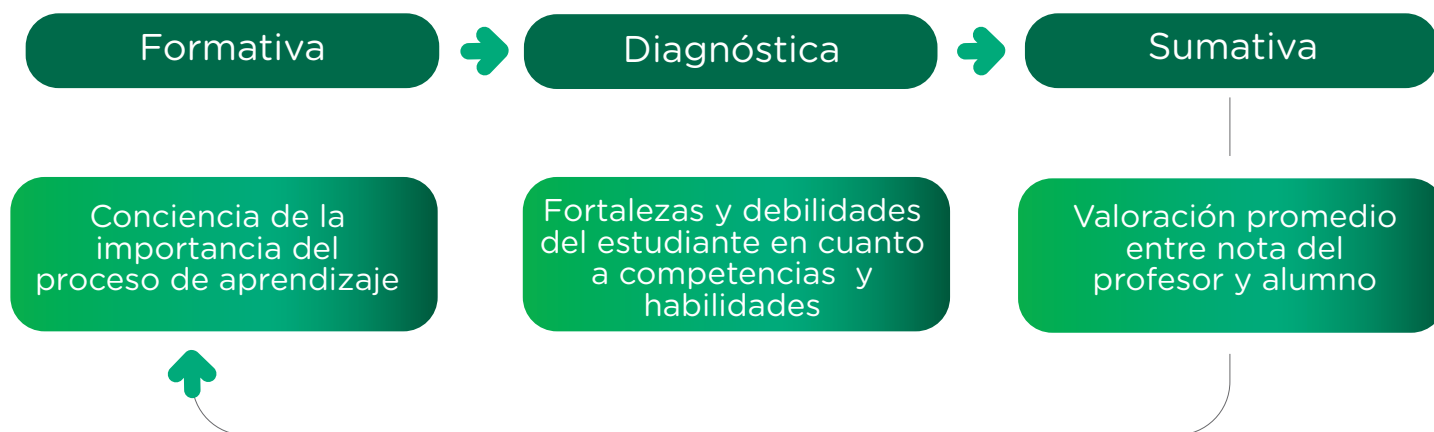 Formativa
Diagnóstica
Sumativa
Conciencia de la
importancia del
proceso de aprendizaje
Fortalezas y debilidades
del estudiante en cuanto
a competencias y
habilidades
Valoración promedio
entre nota del
profesor y alumno